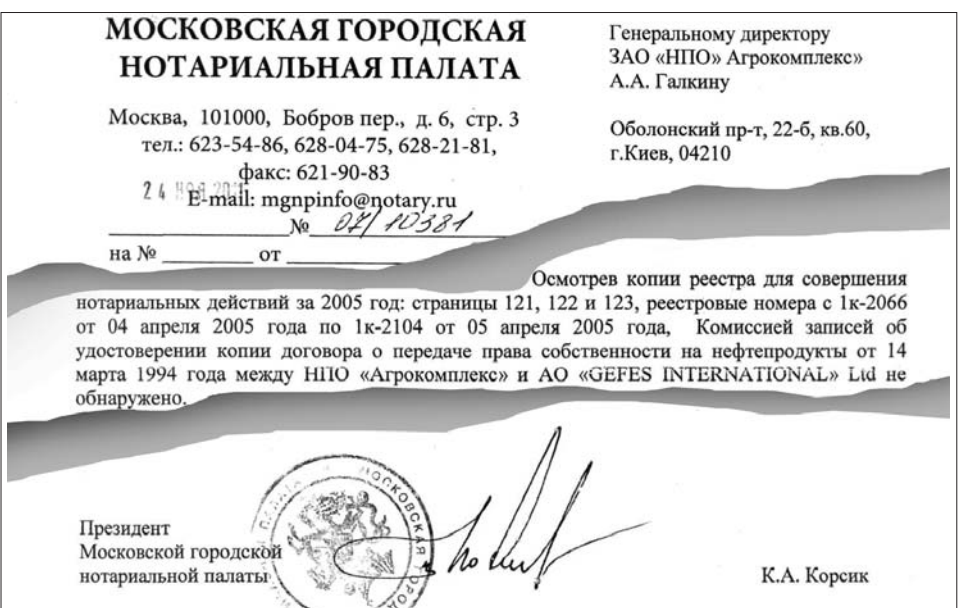 МОСКОВСКАЯ ГОРОДСКАЯ
НОТАРИАЛЬНАЯ ПАЛАТА
Москва, 101000, Бобров пер., д. 6, стр. 3
тел.: 623-54-86, 628-04-75, 628-21-81,
факс: 621-90-83
24
E-mail: mgnpinfo@notary.ru
№ 07/10381
на № от
Генеральному директору
ЗАО «НПО» Агрокомплекс»
А.А. Галкину
Оболонский пр-т, 22-б, кв.60,
г.Киев, 04210
Осмотрев копии реестра для совершения
нотариальных действий за 2005 год: страницы 121, 122 и 123, реестровые номера с 1к-2066
от 04 апреля 2005 года по 1к-2104 от 05 апреля 2005 года, Комиссией записей об
удостоверении копии договора о передаче права собственности на нефтепродукты от 14
марта 1994 года между НПО «Агрокомплекс» и АО «GEFES INTERNATIONAL» Ltd не
обнаружено.
МОСКОВСКАЯ
ПАЛАТА
Президент
Московской городской
нотариальной палаты
К.А. Корсик